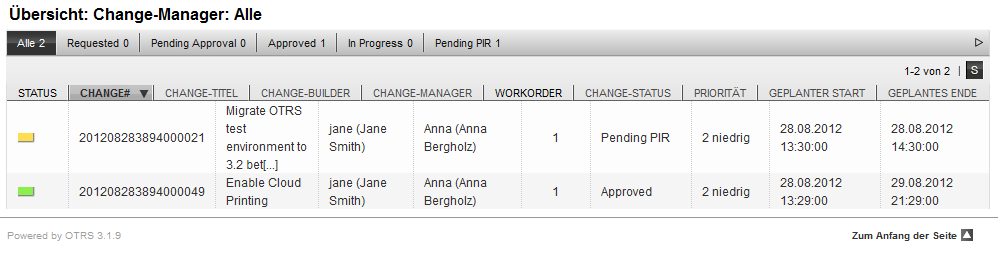 Übersicht: Change-Manager: Alle
Alle 2 Requested 0 Pending Approval 0 Approved 1 In Progress 0 Pending PIR 1
1-2 von 2 | S
STATUS CHANGE# CHANGE-TITEL CHANGE-BUILDER CHANGE-MANAGER WORKORDER CHANGE-STATUS PRIORITÄT GEPLANTER START GEPLANTES ENDE
201208283894000021
Migrate OTRS
test
environment to
3.2 bet[...]
jane (Jane
Smith)
Anna (Anna
Bergholz)
1
Pending PIR
2 niedrig
28.08.2012
13:30:00
28.08.2012
14:30:00
201208283894000049
Enable Cloud
Printing
jane (Jane
Smith)
Anna (Anna
Bergholz)
1
Approved
2 niedrig
28.08.2012
13:29:00
29.08.2012
21:29:00
Powered by OTRS 3.1.9
Zum Anfang der Seite